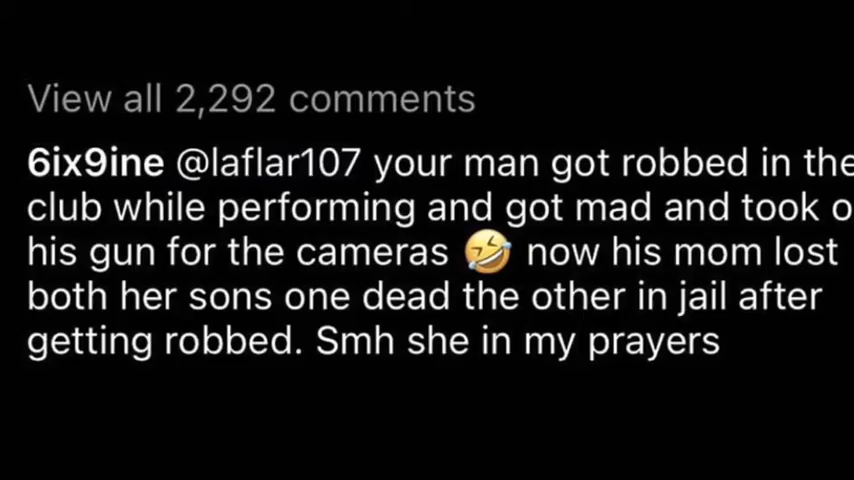 View all 2,292 comments
6ix9ine @laflar107 your man got robbed in the
club while performing and got mad and took o
his gun for the cameras 🤣 now his mom lost
both her sons one dead the other in jail after
getting robbed. Smh she in my prayers